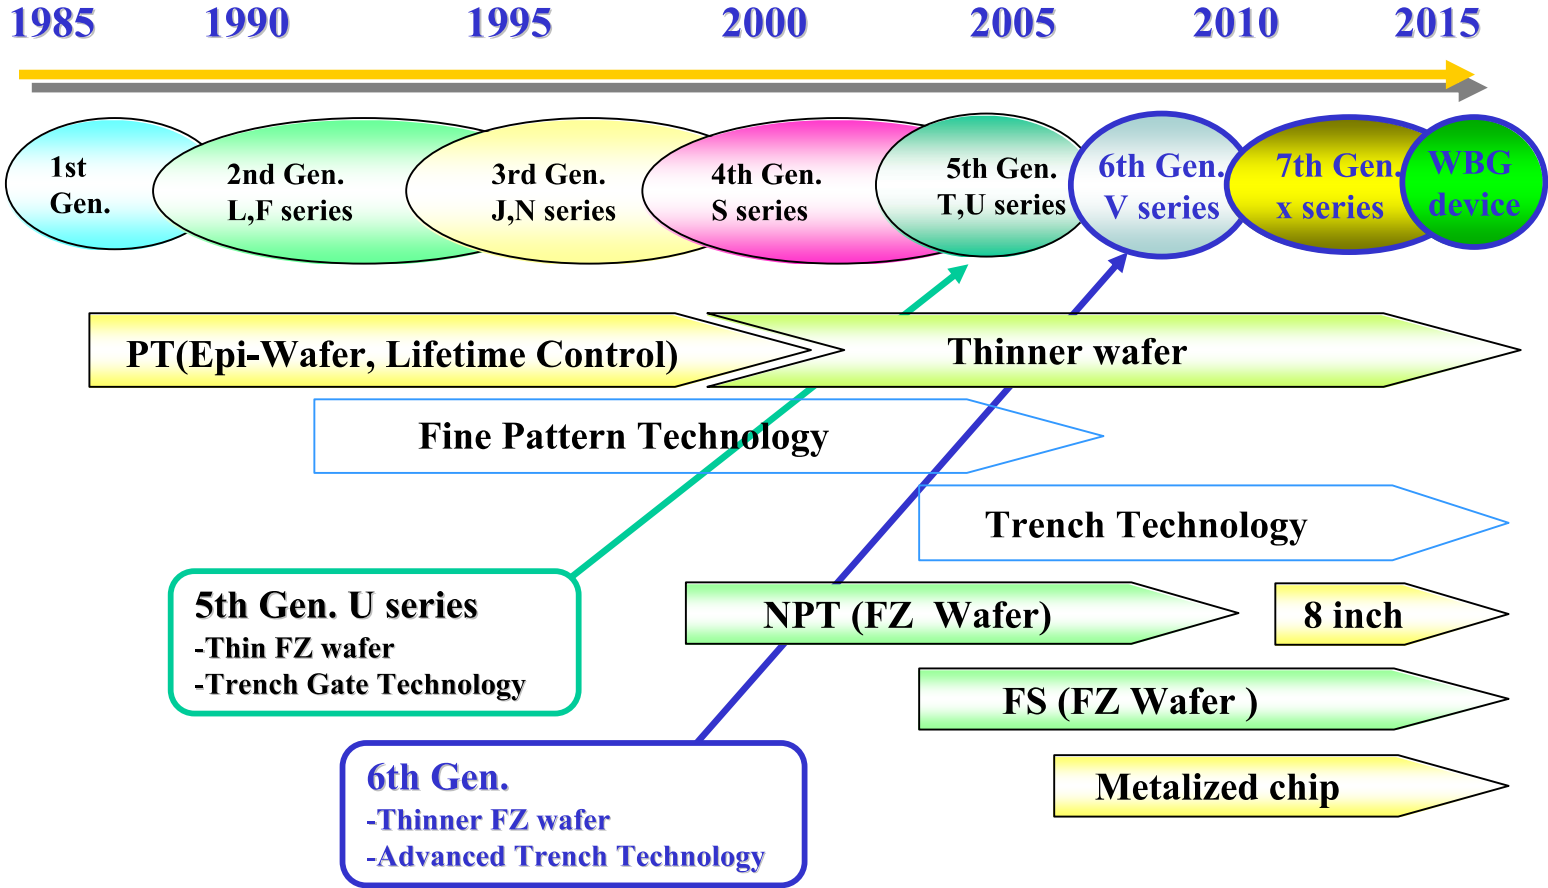 1985 1990 1995 2000 2005 2010 2015
1st
Gen.
2nd Gen.
L,F series
3rd Gen.
J,N series
4th Gen.
S series
5th Gen.
T,U series
6th Gen.
V series
7th Gen.
x series
WBG
device
PT(Epi-Wafer, Lifetime Control)
Thinner wafer
Fine Pattern Technology
Trench Technology
5th Gen. U series
-Thin FZ wafer
-Trench Gate Technology
NPT (FZ Wafer)
8 inch
FS (FZ Wafer )
6th Gen.
-Thinner FZ wafer
-Advanced Trench Technology
Metalized chip